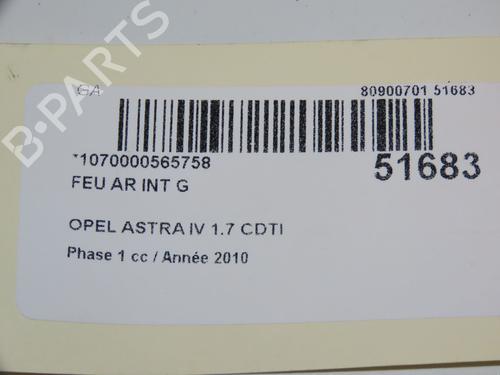 GA 80900701 51683
*1070000565758 51683
FEU AR INT G
OPEL ASTRA IV 1.7 CDTI
Phase 1 cc / Année 2010
B-PARTS